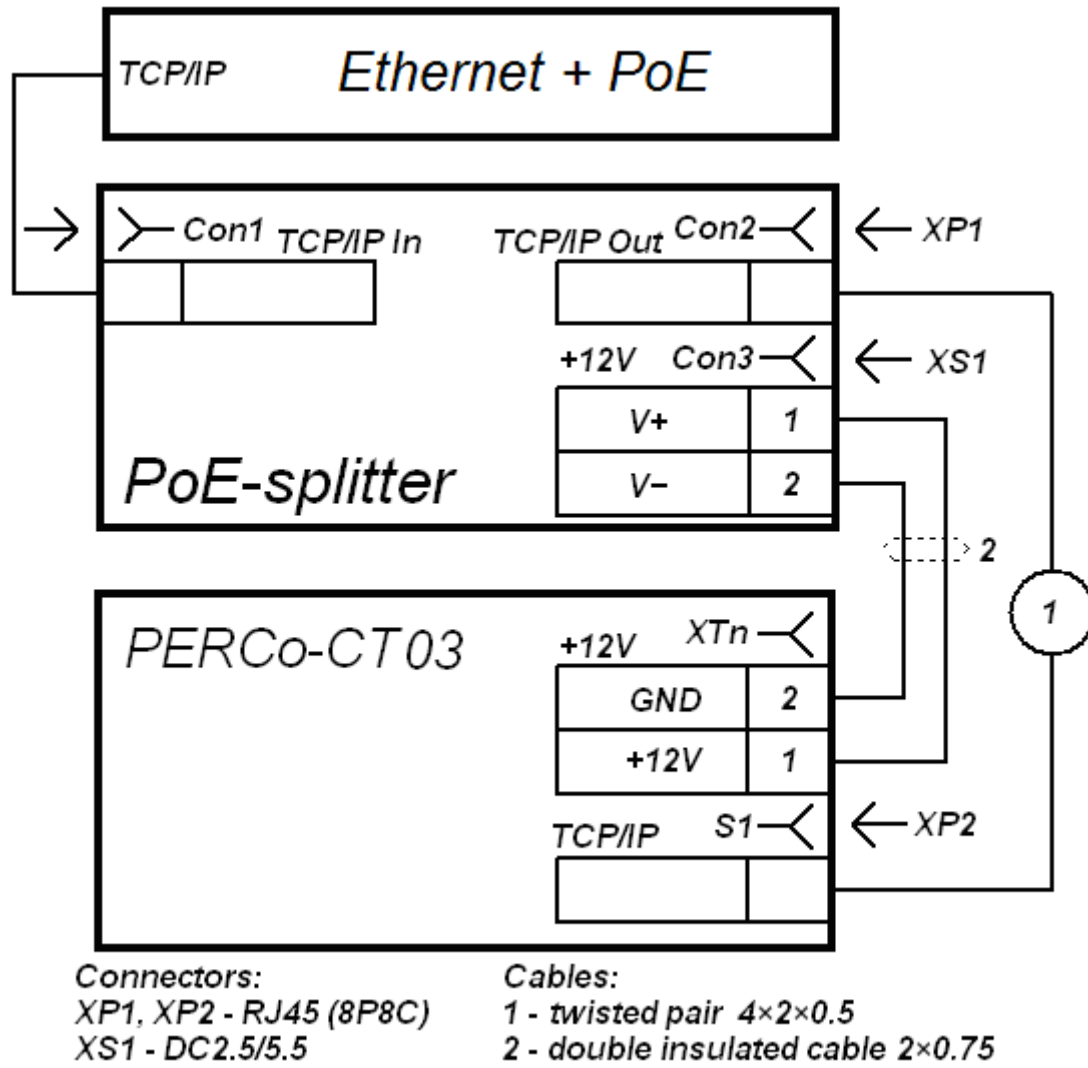 TCP/IP Ethernet + PoE
Con1 TCP/IP In TCP/IP Out Con2 XP1
+12V Con3 XS1
V+ 1
PoE-splitter V− 2
2
1
PERCo-CT03 +12V XTn
GND 2
+12V 1
TCP/IP S1 XP2
Connectors: Cables:
XP1, XP2 - RJ45 (8P8C) 1 - twisted pair 4×2×0.5
XS1 - DC2.5/5.5 2 - double insulated cable 2×0.75